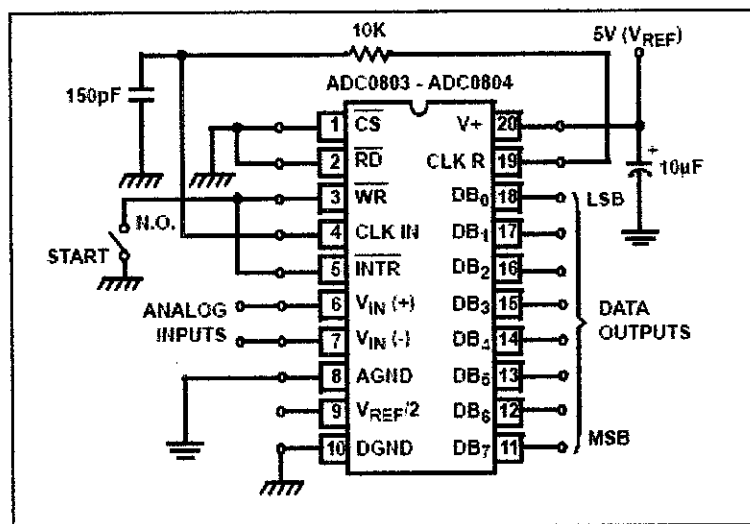 10K
5V (VREF)
150pF
ADC0803 - ADC0804
1 CS V+ 20
2 RD CLK R 19
10µF
+
3 WR DB0 18 LSB
N.O.
START
4 CLK IN DB1 17
5 INTR DB2 16
ANALOG INPUTS
6 VIN (+) DB3 15
DATA OUTPUTS
7 VIN (-) DB4 14
8 AGND DB5 13
9 VREF/2 DB6 12
10 DGND DB7 11 MSB